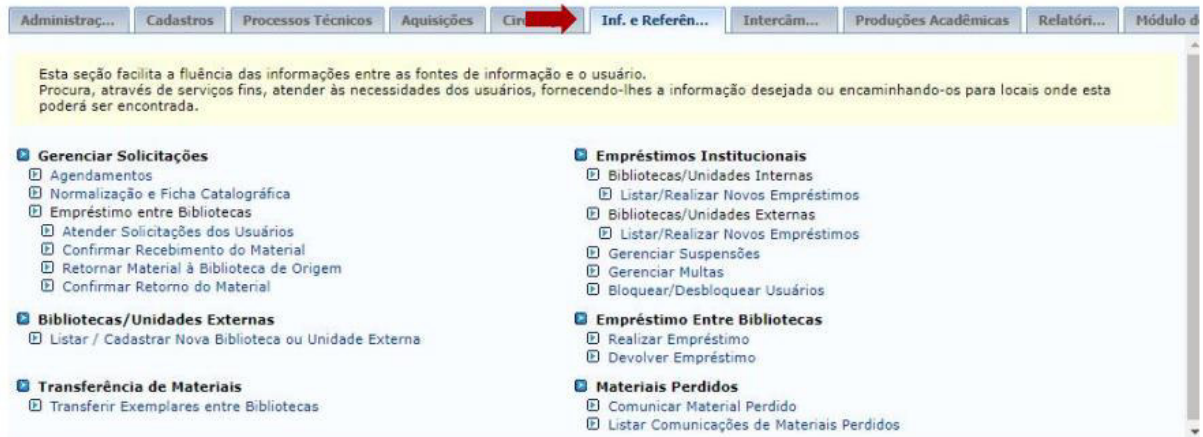 Administraç...
Cadastros
Processos Técnicos
Aquisições
Inf. e Referên...
Intercâm...
Produções Acadêmicas
Relatóri...
Módulo d
Esta seção facilita a fluência das informações entre as fontes de informação e o usuário.
Procura, através de serviços fins, atender às necessidades dos usuários, fornecendo-lhes a informação desejada ou encaminhando-os para locais onde esta
poderá ser encontrada.
Gerenciar Solicitações
Agendamentos
Normalização e Ficha Catalográfica
Empréstimo entre Bibliotecas
Atender Solicitações dos Usuários
Confirmar Recebimento do Material
Retornar Material à Biblioteca de Origem
Confirmar Retorno do Material
Bibliotecas/Unidades Externas
Listar / Cadastrar Nova Biblioteca ou Unidade Externa
Transferência de Materiais
Transferir Exemplares entre Bibliotecas
Empréstimos Institucionais
Bibliotecas/Unidades Internas
Listar/Realizar Novos Empréstimos
Bibliotecas/Unidades Externas
Listar/Realizar Novos Empréstimos
Gerenciar Suspensões
Gerenciar Multas
Bloquear/Desbloquear Usuários
Empréstimo Entre Bibliotecas
Realizar Empréstimo
Devolver Empréstimo
Materiais Perdidos
Comunicar Material Perdido
Listar Comunicações de Materiais Perdidos